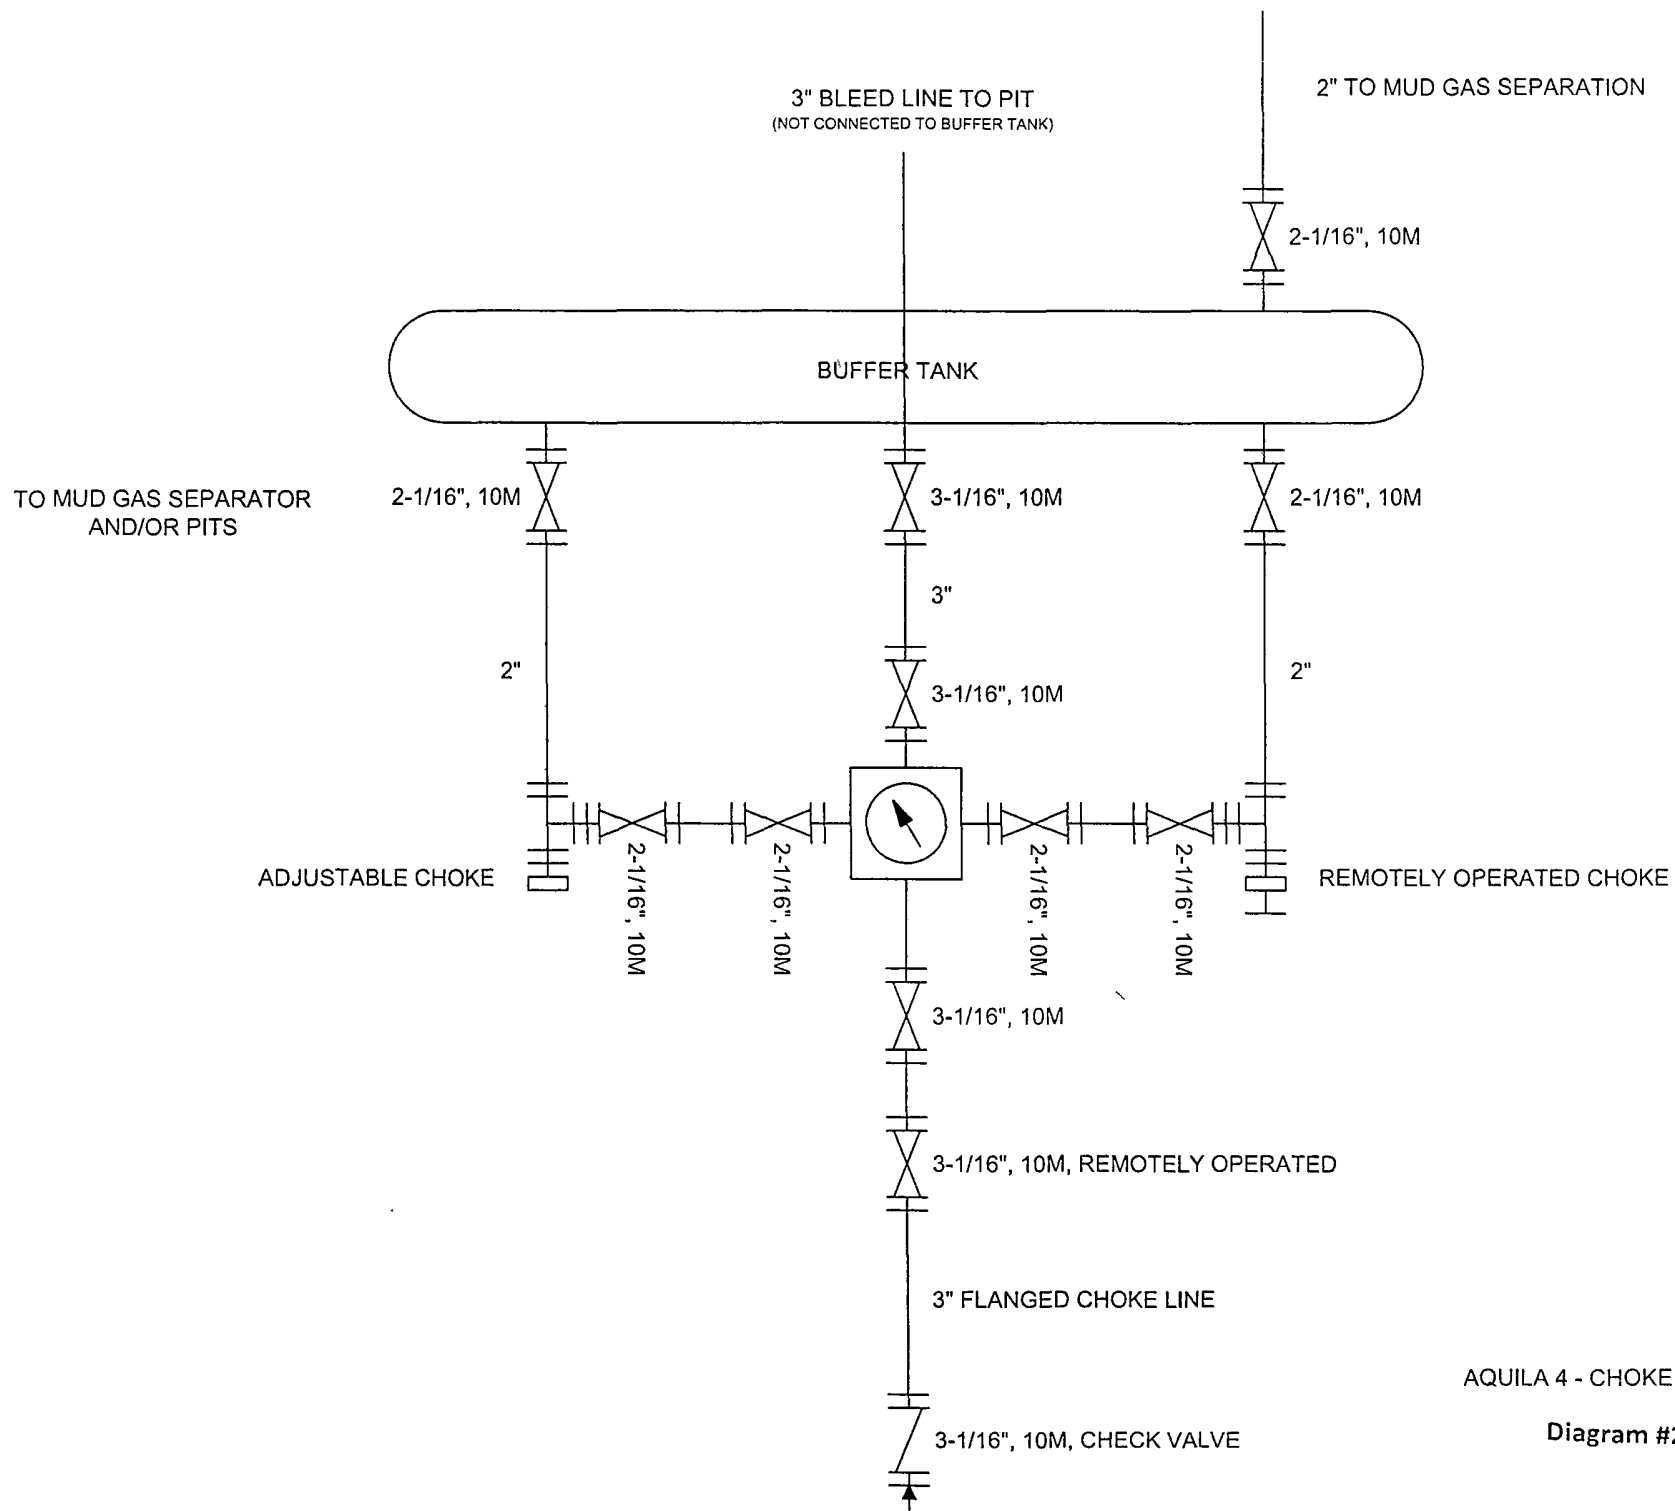 3" BLEED LINE TO PIT
(NOT CONNECTED TO BUFFER TANK)
2" TO MUD GAS SEPARATION
2-1/16", 10M
BUFFER TANK
TO MUD GAS SEPARATOR
AND/OR PITS
2-1/16", 10M
3-1/16", 10M
2-1/16", 10M
3"
2"
3-1/16", 10M
2"
ADJUSTABLE CHOKE
2-1/16", 10M
2-1/16", 10M
2-1/16", 10M
2-1/16", 10M
REMOTELY OPERATED CHOKE
3-1/16", 10M
3-1/16", 10M, REMOTELY OPERATED
3" FLANGED CHOKE LINE
AQUILA 4 - CHOKE
3-1/16", 10M, CHECK VALVE
Diagram #2